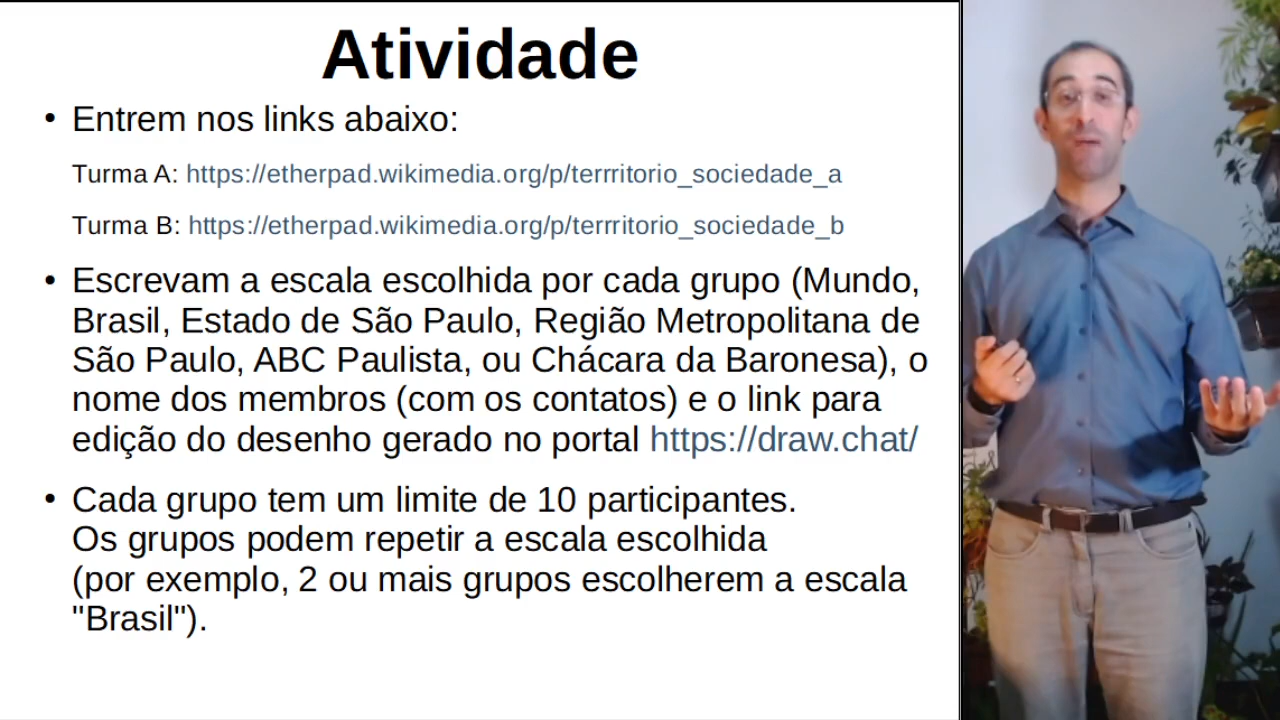 Atividade
• Entrem nos links abaixo:
Turma A: https://etherpad.wikimedia.org/p/terrritorio_sociedade_a
Turma B: https://etherpad.wikimedia.org/p/terrritorio_sociedade_b
• Escrevam a escala escolhida por cada grupo (Mundo,
Brasil, Estado de São Paulo, Região Metropolitana de
São Paulo, ABC Paulista, ou Chácara da Baronesa), o
nome dos membros (com os contatos) e o link para
edição do desenho gerado no portal https://draw.chat/
• Cada grupo tem um limite de 10 participantes.
Os grupos podem repetir a escala escolhida
(por exemplo, 2 ou mais grupos escolherem a escala
"Brasil").